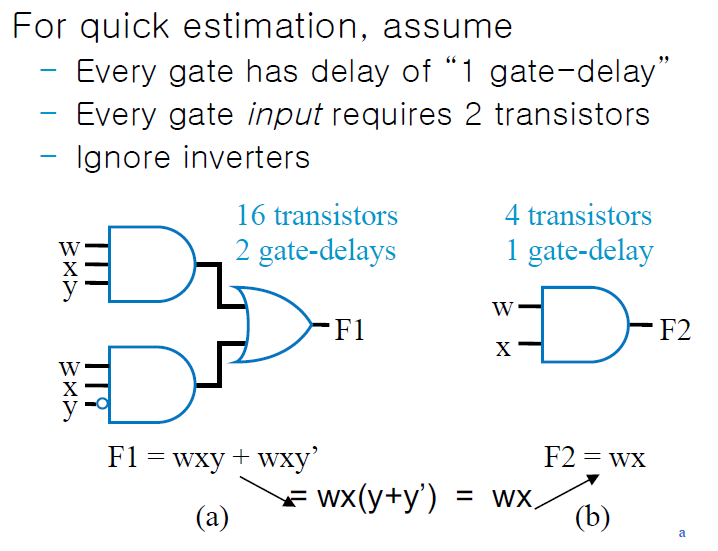 For quick estimation, assume
– Every gate has delay of “1 gate-delay”
– Every gate input requires 2 transistors
– Ignore inverters
16 transistors
2 gate-delays
4 transistors
1 gate-delay
w
x
y
w
x
y
F1
w
x
F2
F1 = wxy + wxy’
F2 = wx
= wx(y+y’) = wx
(a)
(b)
a